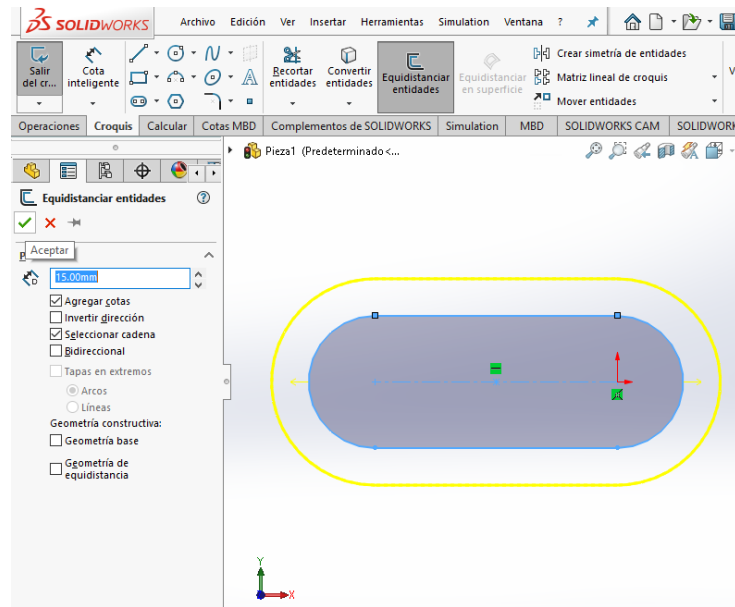 SOLIDWORKS Archivo Edición Ver Insertar Herramientas Simulation Ventana ?
Salir
del cr...
Cota
inteligente
Recortar
entidades
Convertir
entidades
Equidistanciar
entidades
Equidistanciar
en superficie
Crear simetría de entidades
Matriz lineal de croquis
Mover entidades
V
Operaciones Croquis Calcular Cotas MBD Complementos de SOLIDWORKS Simulation MBD SOLIDWORKS CAM SOLIDWOR
Pieza1 (Predeterminado<...
Equidistanciar entidades
Aceptar
P
15.00mm
Agregar cotas
Invertir dirección
Seleccionar cadena
Bidireccional
Tapas en extremos
Arcos
Líneas
Geometría constructiva:
Geometría base
Geometría de
equidistancia
Y
X